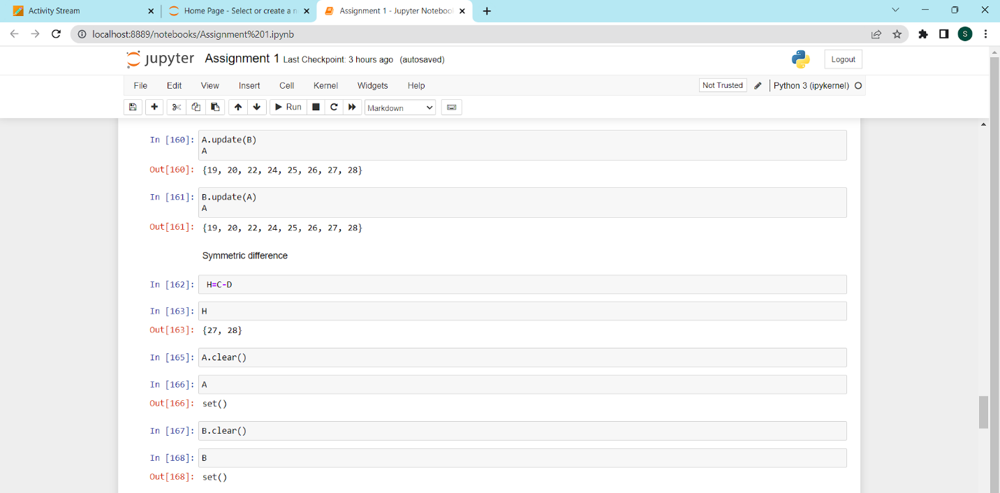 Activity Stream
Home Page - Select or create a n
Assignment 1 - Jupyter Notebook
localhost:8889/notebooks/Assignment%201.ipynb
S
jupyter Assignment 1 Last Checkpoint: 3 hours ago (autosaved)
Logout
File Edit View Insert Cell Kernel Widgets Help
Not Trusted Python 3 (ipykernel)
Run Markdown
In [160]: A.update(B)
A
Out[160]: {19, 20, 22, 24, 25, 26, 27, 28}
In [161]: B.update(A)
A
Out[161]: {19, 20, 22, 24, 25, 26, 27, 28}
Symmetric difference
In [162]: H=C-D
In [163]: H
Out[163]: {27, 28}
In [165]: A.clear()
In [166]: A
Out[166]: set()
In [167]: B.clear()
In [168]: B
Out[168]: set()